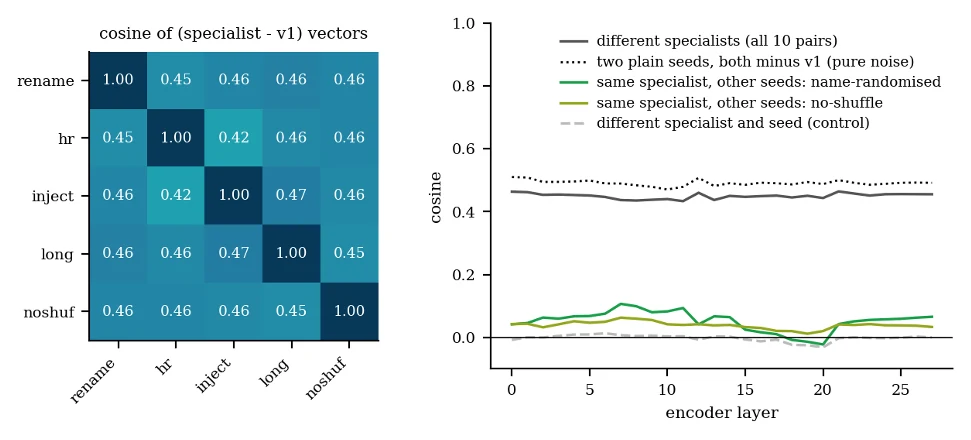 cosine of (specialist - v1) vectors
rename 1.00 0.45 0.46 0.46 0.46
hr 0.45 1.00 0.42 0.46 0.46
inject 0.46 0.42 1.00 0.47 0.46
long 0.46 0.46 0.47 1.00 0.45
noshuf 0.46 0.46 0.46 0.45 1.00
rename hr inject long noshuf
1.0
0.8
0.6
0.4
0.2
0.0
cosine
different specialists (all 10 pairs)
two plain seeds, both minus v1 (pure noise)
same specialist, other seeds: name-randomised
same specialist, other seeds: no-shuffle
different specialist and seed (control)
0 5 10 15 20 25
encoder layer